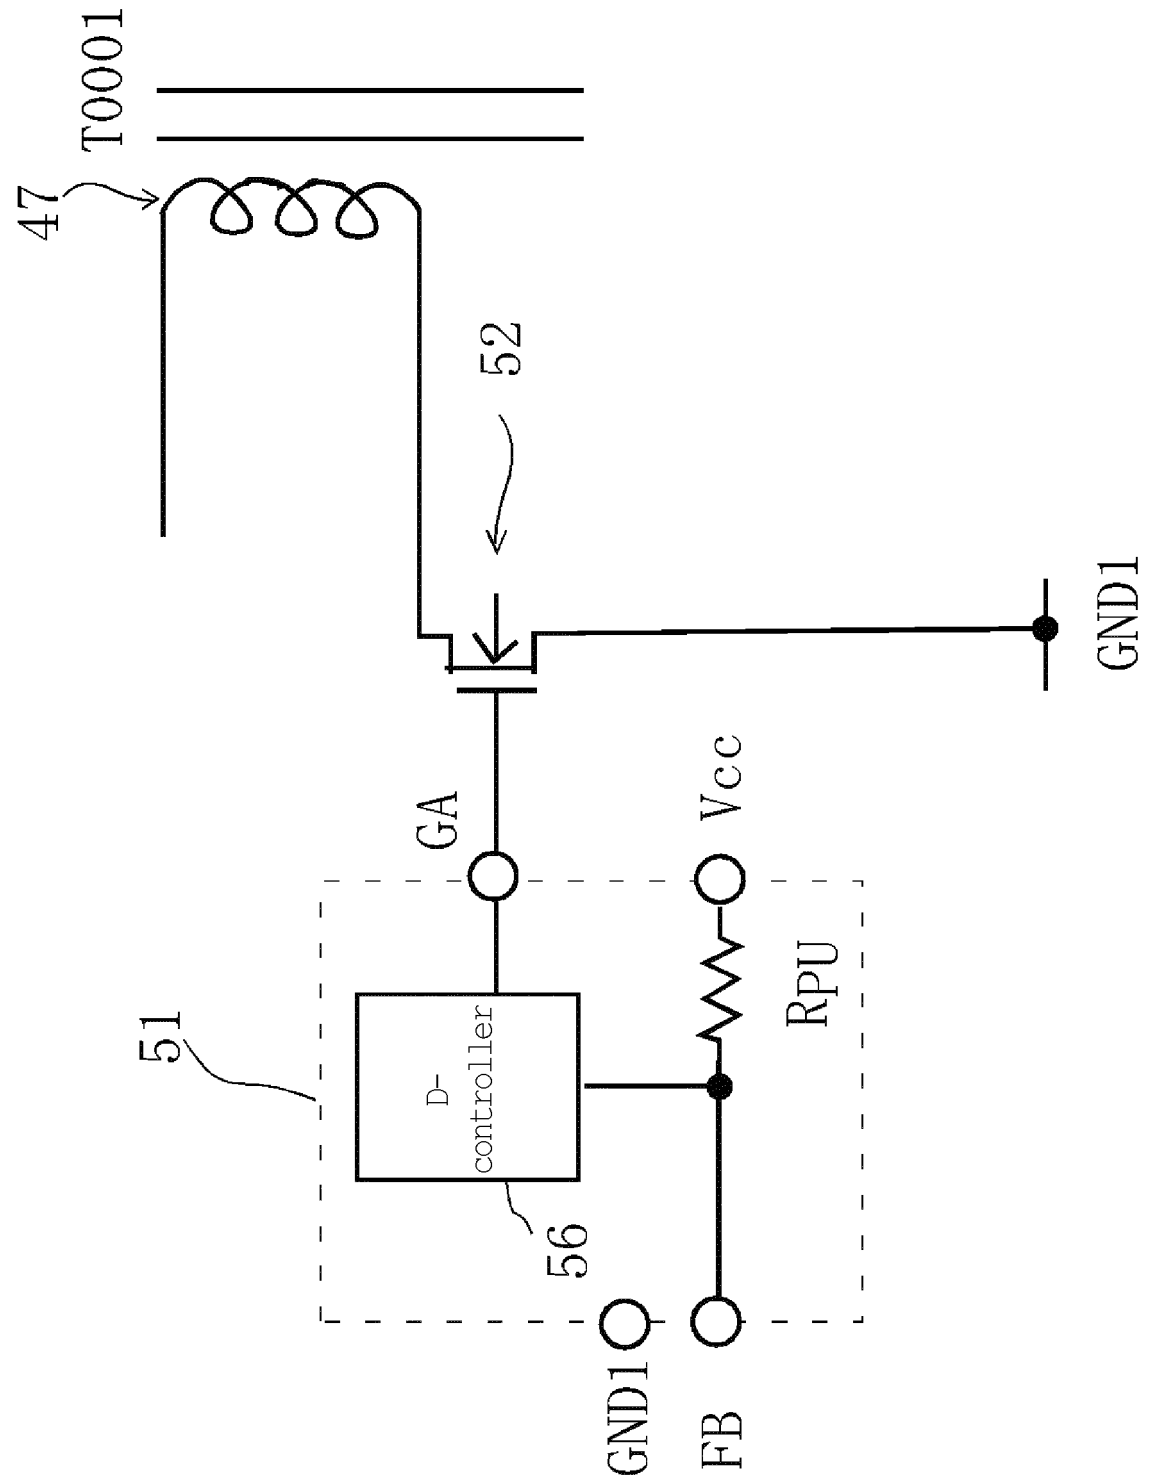 T0001
47
52
GND1
GA
Vcc
51
D-
controller
RPU
56
GND1
FB